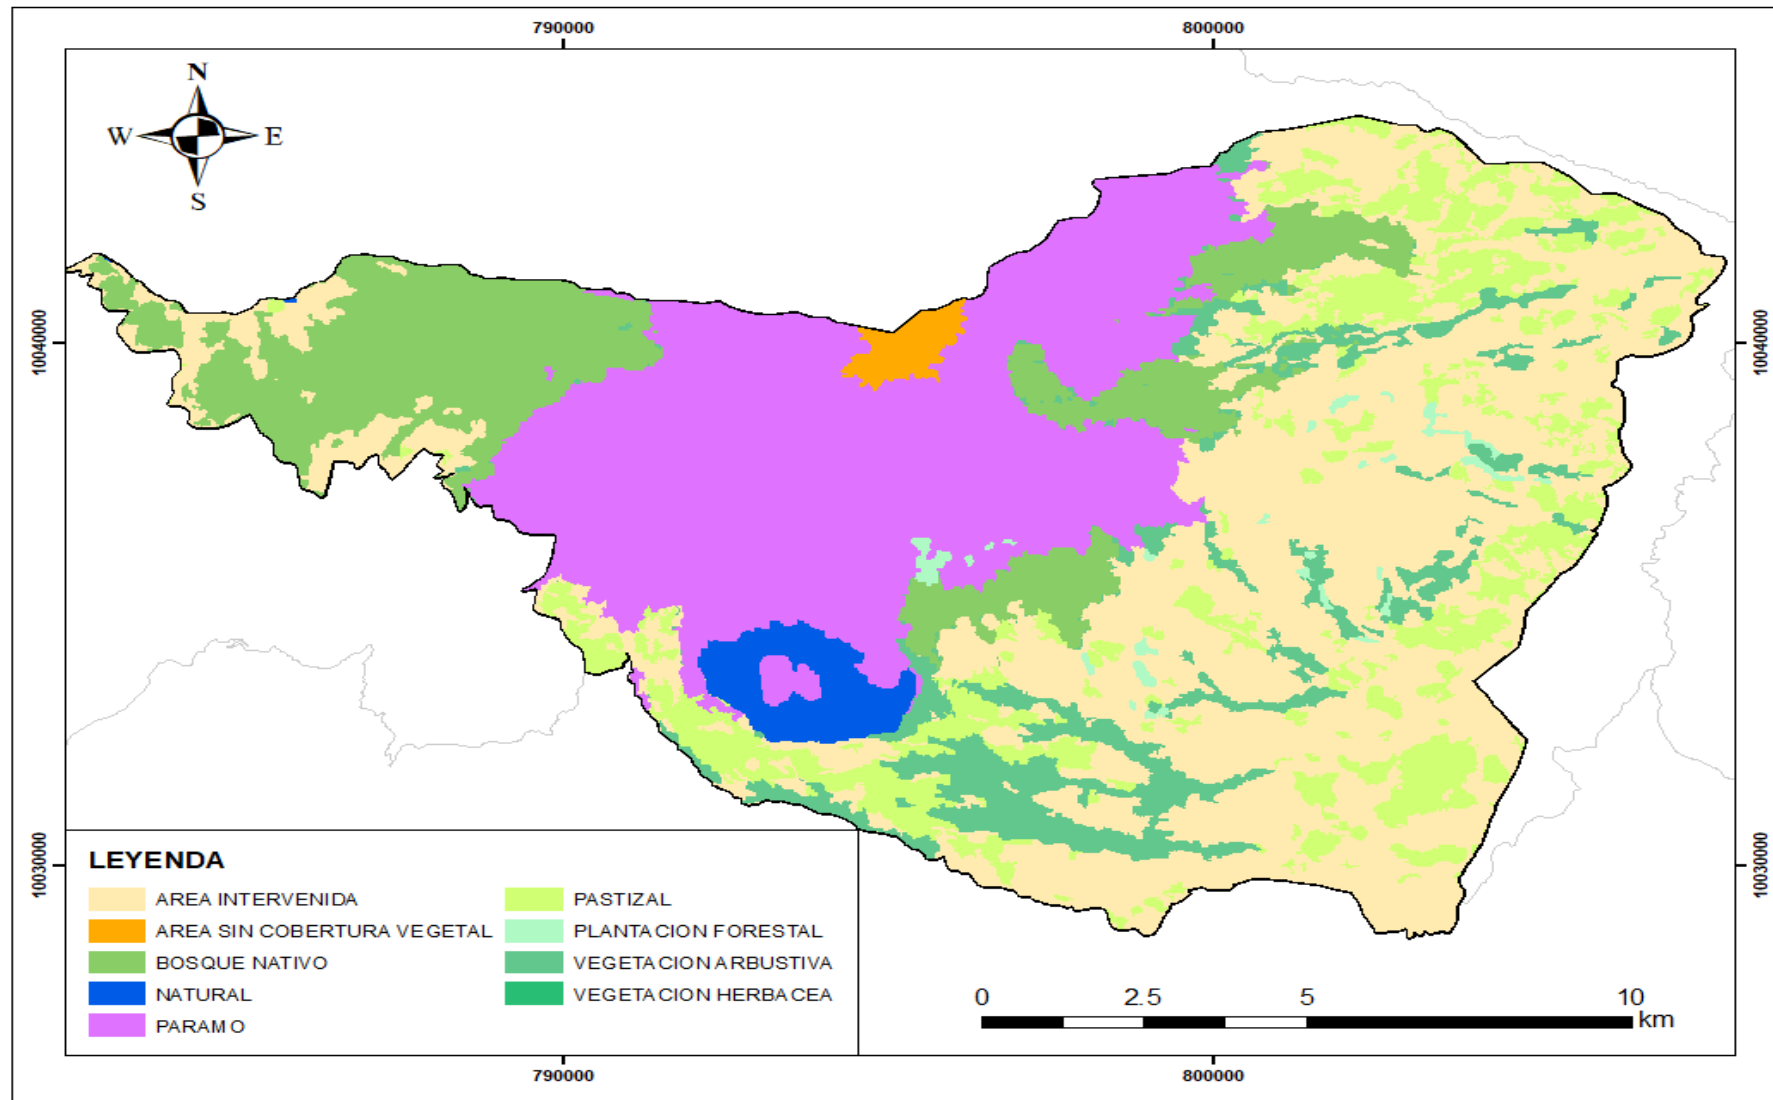 790000 800000
N
W E
S
10040000 10040000
10030000 10030000
LEYENDA
AREA INTERVENIDA
AREA SIN COBERTURA VEGETAL
BOSQUE NATIVO
NATURAL
PARAMO
PASTIZAL
PLANTACION FORESTAL
VEGETACION ARBUSTIVA
VEGETACION HERBACEA
0 2.5 5 10
km
790000 800000